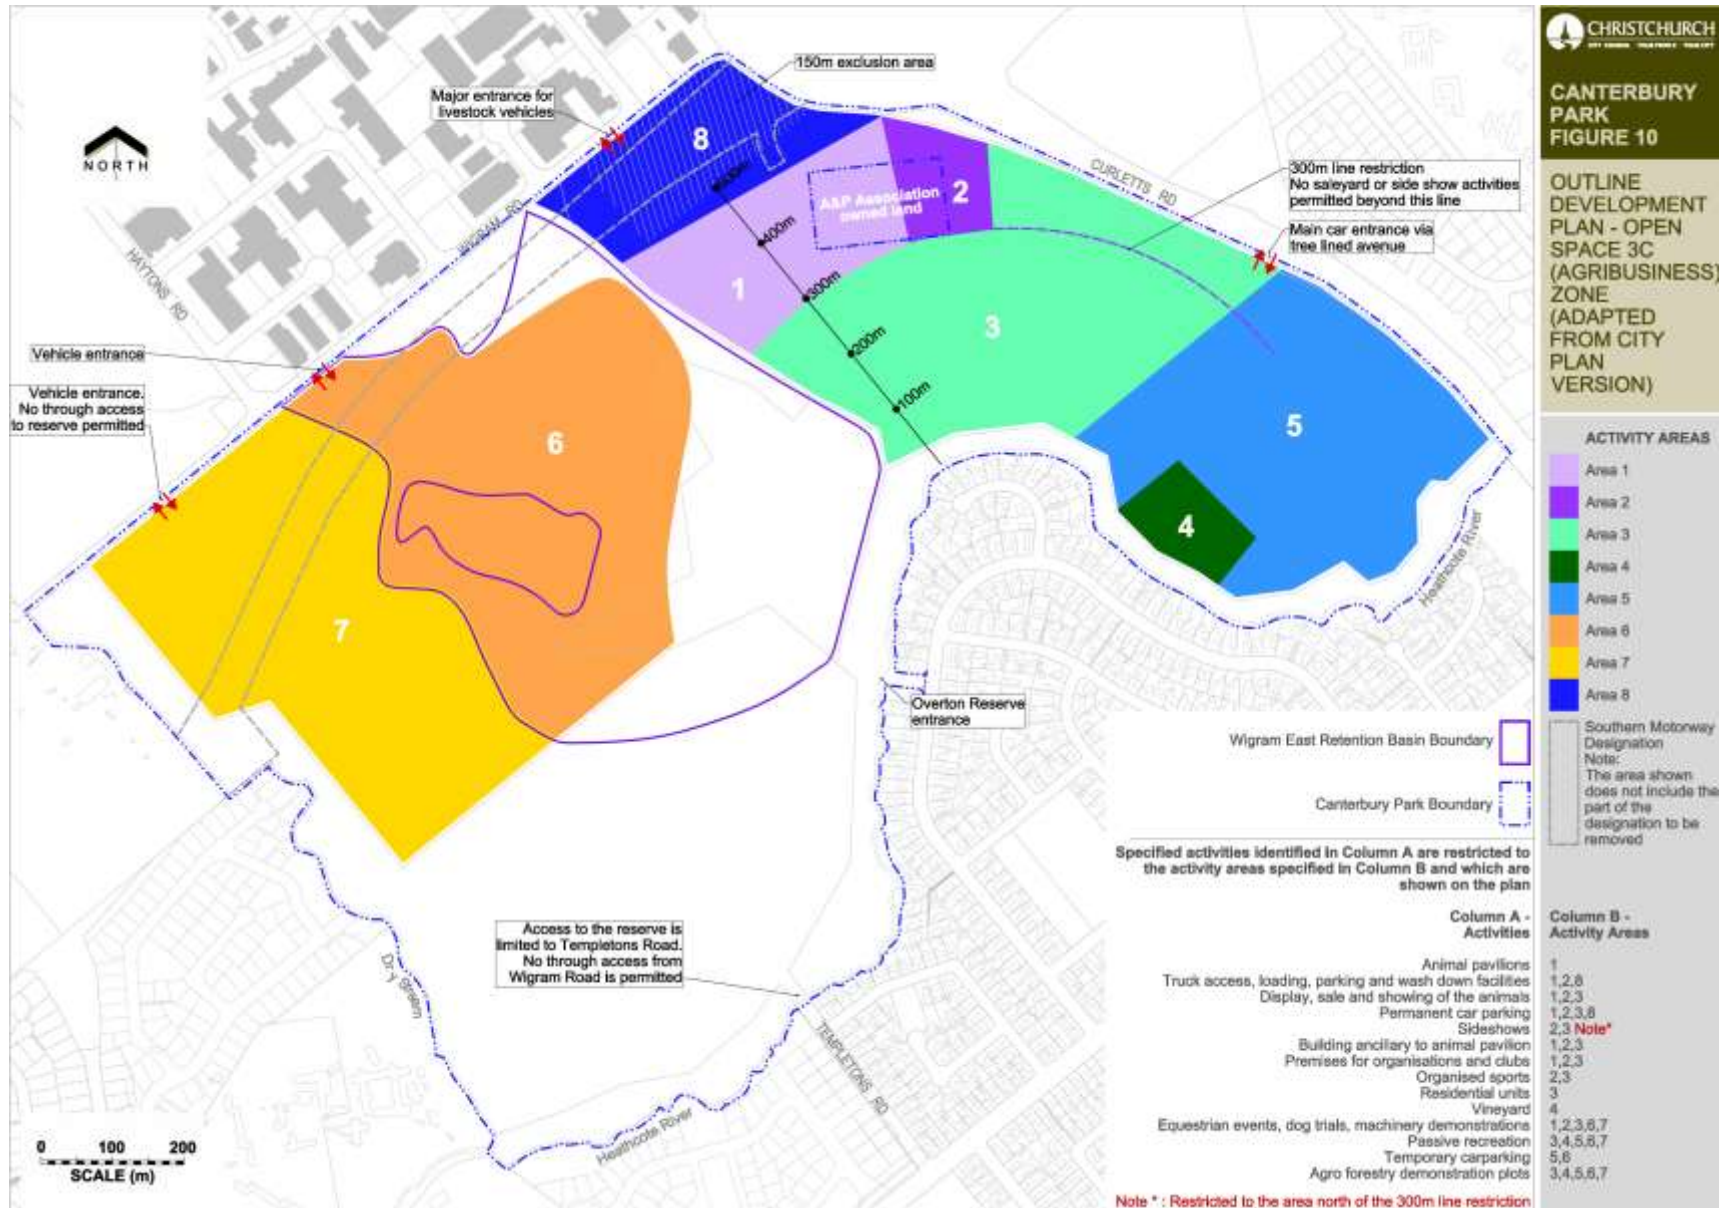 CHRISTCHURCH
CANTERBURY
PARK
FIGURE 10
OUTLINE
DEVELOPMENT
PLAN - OPEN
SPACE 3C
(AGRIBUSINESS)
ZONE
(ADAPTED
FROM CITY
PLAN
VERSION)
ACTIVITY AREAS
Area 1
Area 2
Area 3
Area 4
Area 5
Area 6
Area 7
Area 8
Southern Motorway
Designation
Note:
The area shown
does not include the
part of the
designation to be
removed
NORTH
150m exclusion area
Major entrance for
livestock vehicles
8
CURLETTS RD
300m line restriction
No saleyard or side show activities
permitted beyond this line
Main car entrance via
tree lined avenue
A&P Association
owned land
2
WIGRAM RD
HAYTONS RD
400m
300m
200m
100m
1
3
5
4
6
7
Vehicle entrance
Vehicle entrance.
No through access
to reserve permitted
Heathcote River
Overton Reserve
entrance
Wigram East Retention Basin Boundary
Canterbury Park Boundary
Access to the reserve is
limited to Templetons Road.
No through access from
Wigram Road is permitted
Dry Stream
TEMPLETONS RD
Heathcote River
0 100 200
SCALE (m)
Specified activities identified in Column A are restricted to
the activity areas specified in Column B and which are
shown on the plan
Column A - Column B -
Activities Activity Areas
Animal pavilions 1
Truck access, loading, parking and wash down facilities 1,2,8
Display, sale and showing of the animals 1,2,3
Permanent car parking 1,2,3,8
Sideshows 2,3 Note*
Building ancillary to animal pavilion 1,2,3
Premises for organisations and clubs 1,2,3
Organised sports 2,3
Residential units 3
Vineyard 4
Equestrian events, dog trials, machinery demonstrations 1,2,3,6,7
Passive recreation 3,4,5,6,7
Temporary carparking 5,6
Agro forestry demonstration plots 3,4,5,6,7
Note * : Restricted to the area north of the 300m line restriction